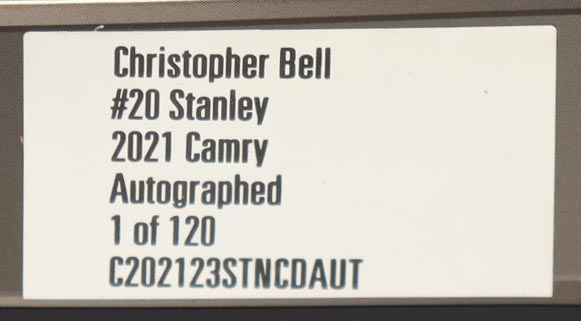 Christopher Bell
#20 Stanley
2021 Camry
Autographed
1 of 120
C202123STNCDAUT